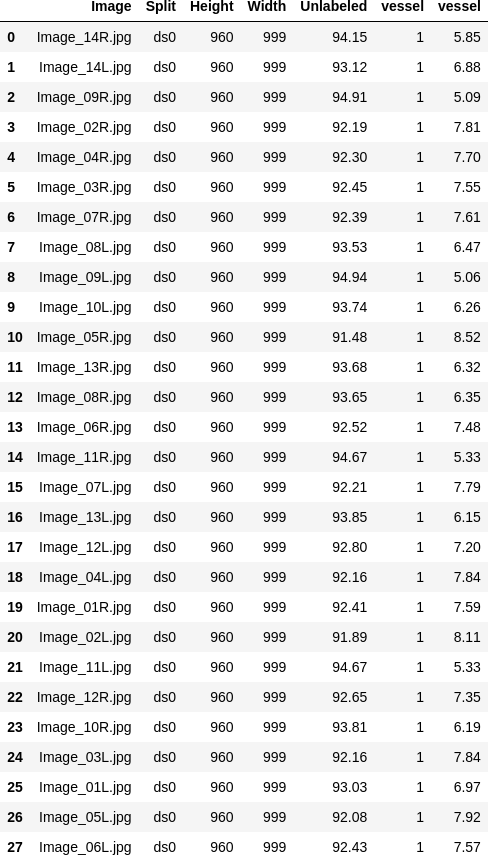 Image Split Height Width Unlabeled vessel vessel
0 Image_14R.jpg ds0 960 999 94.15 1 5.85
1 Image_14L.jpg ds0 960 999 93.12 1 6.88
2 Image_09R.jpg ds0 960 999 94.91 1 5.09
3 Image_02R.jpg ds0 960 999 92.19 1 7.81
4 Image_04R.jpg ds0 960 999 92.30 1 7.70
5 Image_03R.jpg ds0 960 999 92.45 1 7.55
6 Image_07R.jpg ds0 960 999 92.39 1 7.61
7 Image_08L.jpg ds0 960 999 93.53 1 6.47
8 Image_09L.jpg ds0 960 999 94.94 1 5.06
9 Image_10L.jpg ds0 960 999 93.74 1 6.26
10 Image_05R.jpg ds0 960 999 91.48 1 8.52
11 Image_13R.jpg ds0 960 999 93.68 1 6.32
12 Image_08R.jpg ds0 960 999 93.65 1 6.35
13 Image_06R.jpg ds0 960 999 92.52 1 7.48
14 Image_11R.jpg ds0 960 999 94.67 1 5.33
15 Image_07L.jpg ds0 960 999 92.21 1 7.79
16 Image_13L.jpg ds0 960 999 93.85 1 6.15
17 Image_12L.jpg ds0 960 999 92.80 1 7.20
18 Image_04L.jpg ds0 960 999 92.16 1 7.84
19 Image_01R.jpg ds0 960 999 92.41 1 7.59
20 Image_02L.jpg ds0 960 999 91.89 1 8.11
21 Image_11L.jpg ds0 960 999 94.67 1 5.33
22 Image_12R.jpg ds0 960 999 92.65 1 7.35
23 Image_10R.jpg ds0 960 999 93.81 1 6.19
24 Image_03L.jpg ds0 960 999 92.16 1 7.84
25 Image_01L.jpg ds0 960 999 93.03 1 6.97
26 Image_05L.jpg ds0 960 999 92.08 1 7.92
27 Image_06L.jpg ds0 960 999 92.43 1 7.57